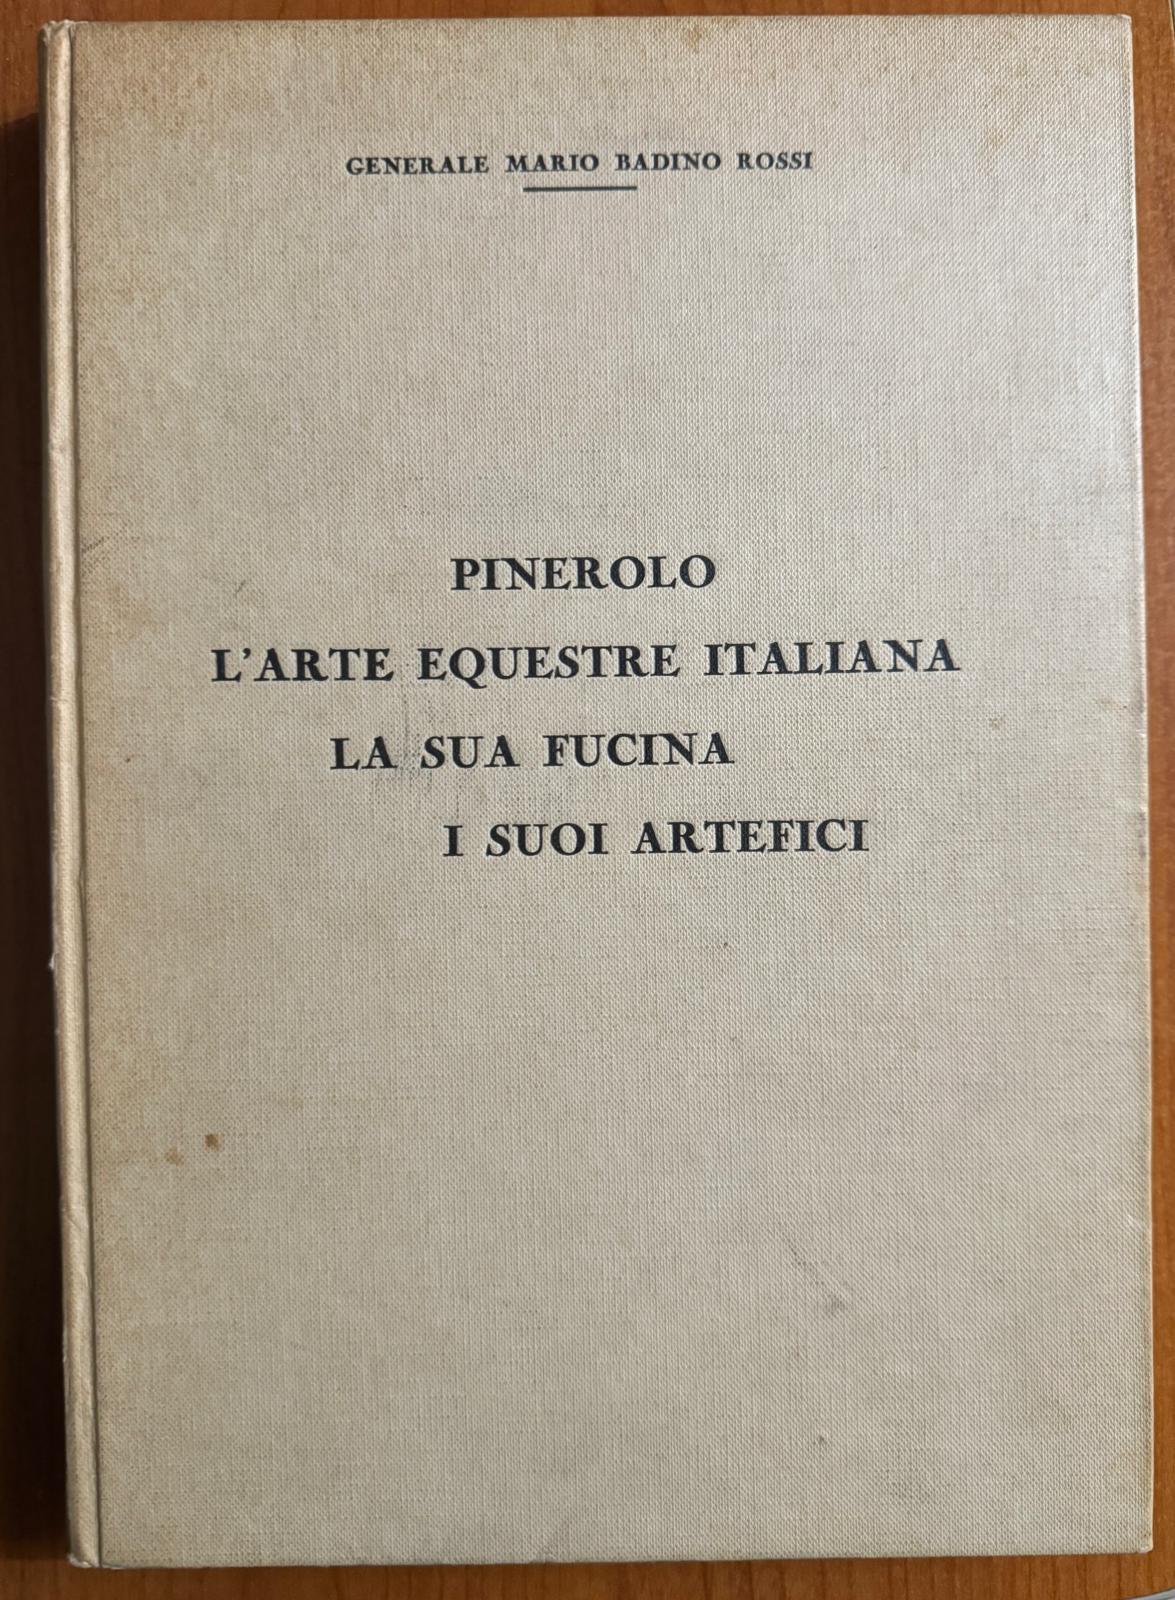 GENERALE MARIO BADINO ROSSI
PINEROLO
L'ARTE EQUESTRE ITALIANA
LA SUA FUCINA
I SUOI ARTEFICI